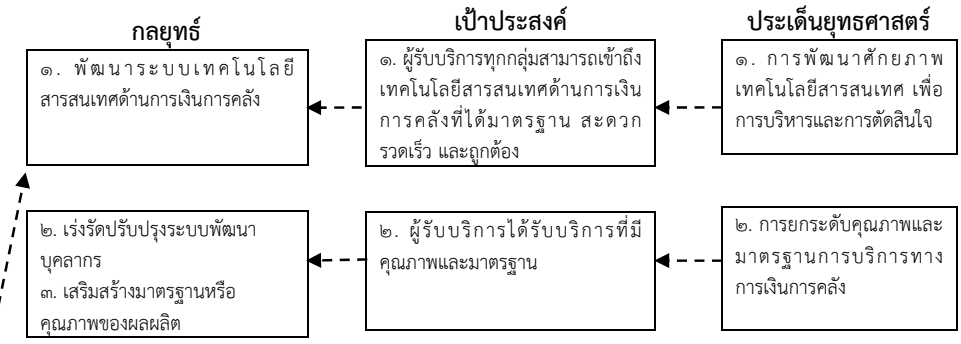 กลยุทธ์
เป้าประสงค์
ประเด็นยุทธศาสตร์
๑. พัฒนาระบบเทคโนโลยี
สารสนเทศด้านการเงินการคลัง
๑. ผู้รับบริการทุกกลุ่มสามารถเข้าถึง
เทคโนโลยีสารสนเทศด้านการเงิน
การคลังที่ได้มาตรฐาน สะดวก
รวดเร็ว และถูกต้อง
๑. การพัฒนาศักยภาพ
เทคโนโลยีสารสนเทศ เพื่อ
การบริหารและการตัดสินใจ
๒. เร่งรัดปรับปรุงระบบพัฒนา
บุคลากร
๓. เสริมสร้างมาตรฐานหรือ
คุณภาพของผลผลิต
๒. ผู้รับบริการได้รับบริการที่มี
คุณภาพและมาตรฐาน
๒. การยกระดับคุณภาพและ
มาตรฐานการบริการทาง
การเงินการคลัง